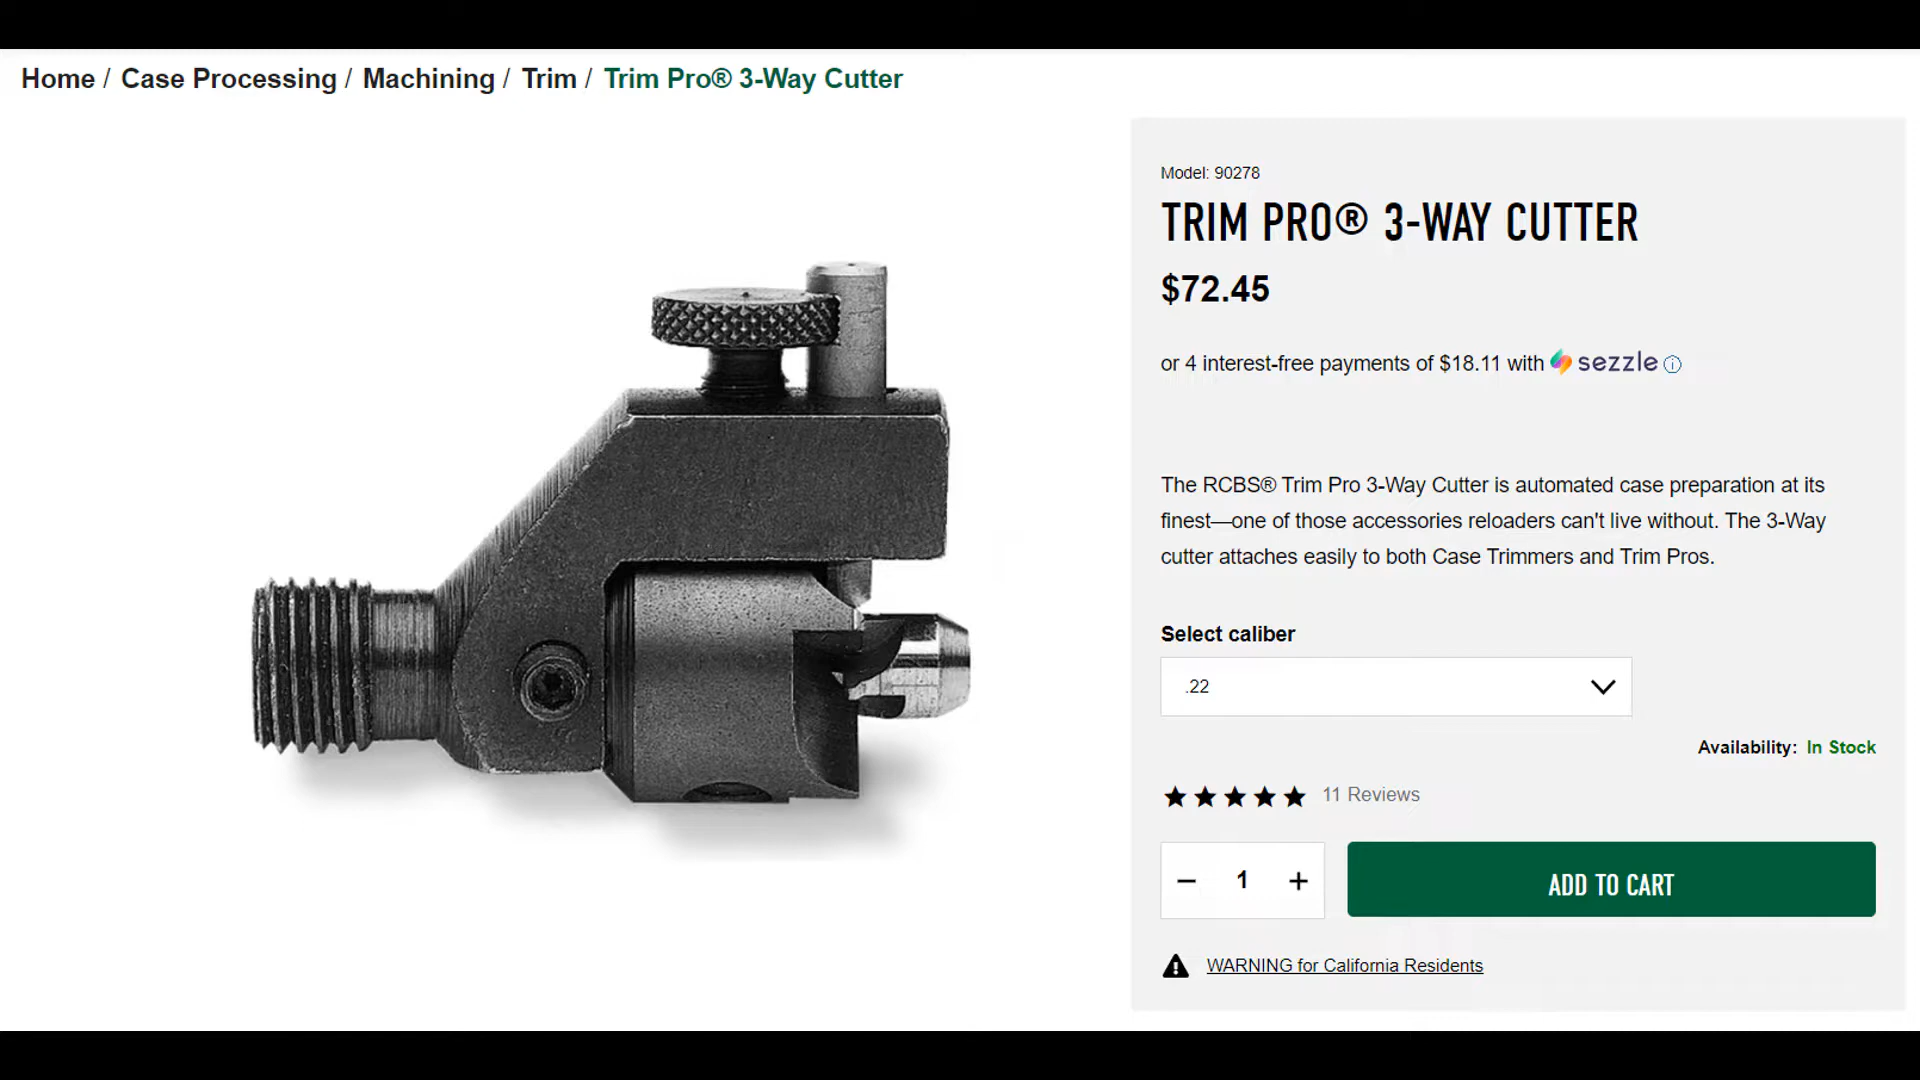 Home / Case Processing / Machining / Trim / Trim Pro® 3-Way Cutter
Model: 90278
TRIM PRO® 3-WAY CUTTER
$72.45
or 4 interest-free payments of $18.11 with sezzle
The RCBS® Trim Pro 3-Way Cutter is automated case preparation at its
finest—one of those accessories reloaders can't live without. The 3-Way
cutter attaches easily to both Case Trimmers and Trim Pros.
Select caliber
.22
Availability: In Stock
11 Reviews
1
ADD TO CART
WARNING for California Residents